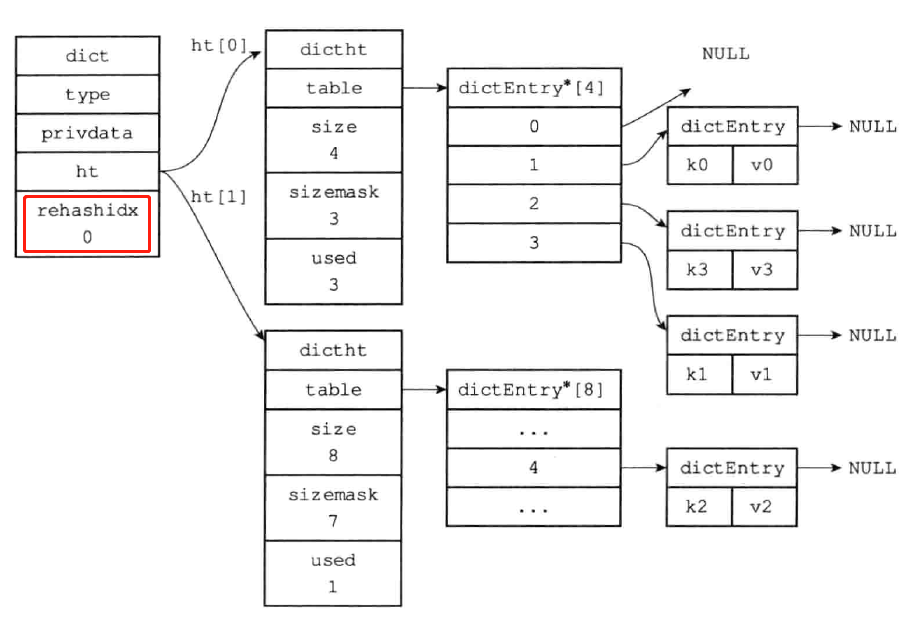 dict
type
privdata
ht
rehashidx
0
ht[0]
dictht
table
size
4
sizemask
3
used
3
dictEntry*[4]
0
1
2
3
NULL
dictEntry
k0 v0
NULL
dictEntry
k3 v3
NULL
dictEntry
k1 v1
NULL
ht[1]
dictht
table
size
8
sizemask
7
used
1
dictEntry*[8]
...
4
...
dictEntry
k2 v2
NULL